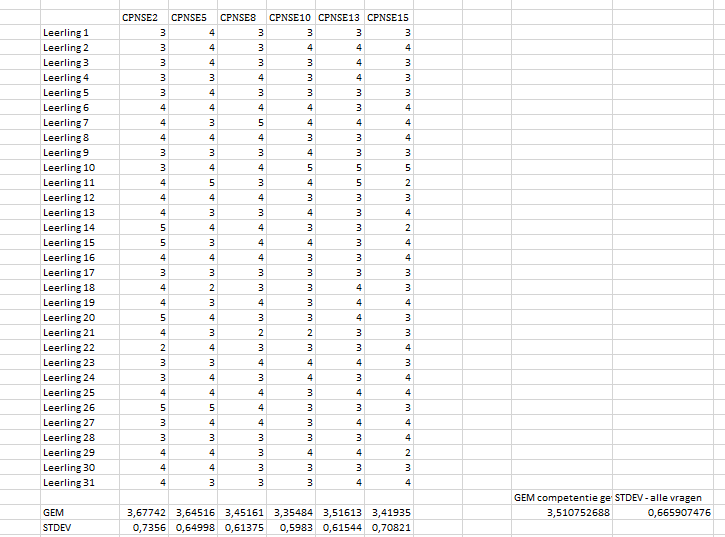 CPNSE2 CPNSE5 CPNSE8 CPNSE10 CPNSE13 CPNSE15
Leerling 1 3 4 3 3 3 3
Leerling 2 3 4 3 4 4 4
Leerling 3 3 4 3 3 4 3
Leerling 4 3 3 4 3 4 3
Leerling 5 3 4 3 3 3 3
Leerling 6 4 4 4 4 3 4
Leerling 7 4 3 5 4 4 4
Leerling 8 4 4 4 3 3 4
Leerling 9 3 3 3 4 3 3
Leerling 10 3 4 4 5 5 5
Leerling 11 4 5 3 4 5 2
Leerling 12 4 4 4 3 3 3
Leerling 13 4 3 3 4 3 4
Leerling 14 5 4 4 3 3 2
Leerling 15 5 3 4 4 3 4
Leerling 16 4 4 4 3 3 4
Leerling 17 3 3 3 3 3 3
Leerling 18 4 2 3 3 4 3
Leerling 19 4 3 4 3 4 4
Leerling 20 5 4 3 3 4 3
Leerling 21 4 3 2 2 3 3
Leerling 22 2 4 3 3 3 4
Leerling 23 3 3 4 4 4 3
Leerling 24 3 4 3 4 3 4
Leerling 25 4 4 4 3 4 4
Leerling 26 5 5 4 3 3 3
Leerling 27 3 4 4 3 4 4
Leerling 28 3 3 3 3 3 4
Leerling 29 4 4 3 4 4 2
Leerling 30 4 4 3 3 3 3
Leerling 31 4 3 3 3 4 4
GEM competentie ge STDEV - alle vragen
GEM 3,67742 3,64516 3,45161 3,35484 3,51613 3,41935 3,510752688 0,665907476
STDEV 0,7356 0,64998 0,61375 0,5983 0,61544 0,70821